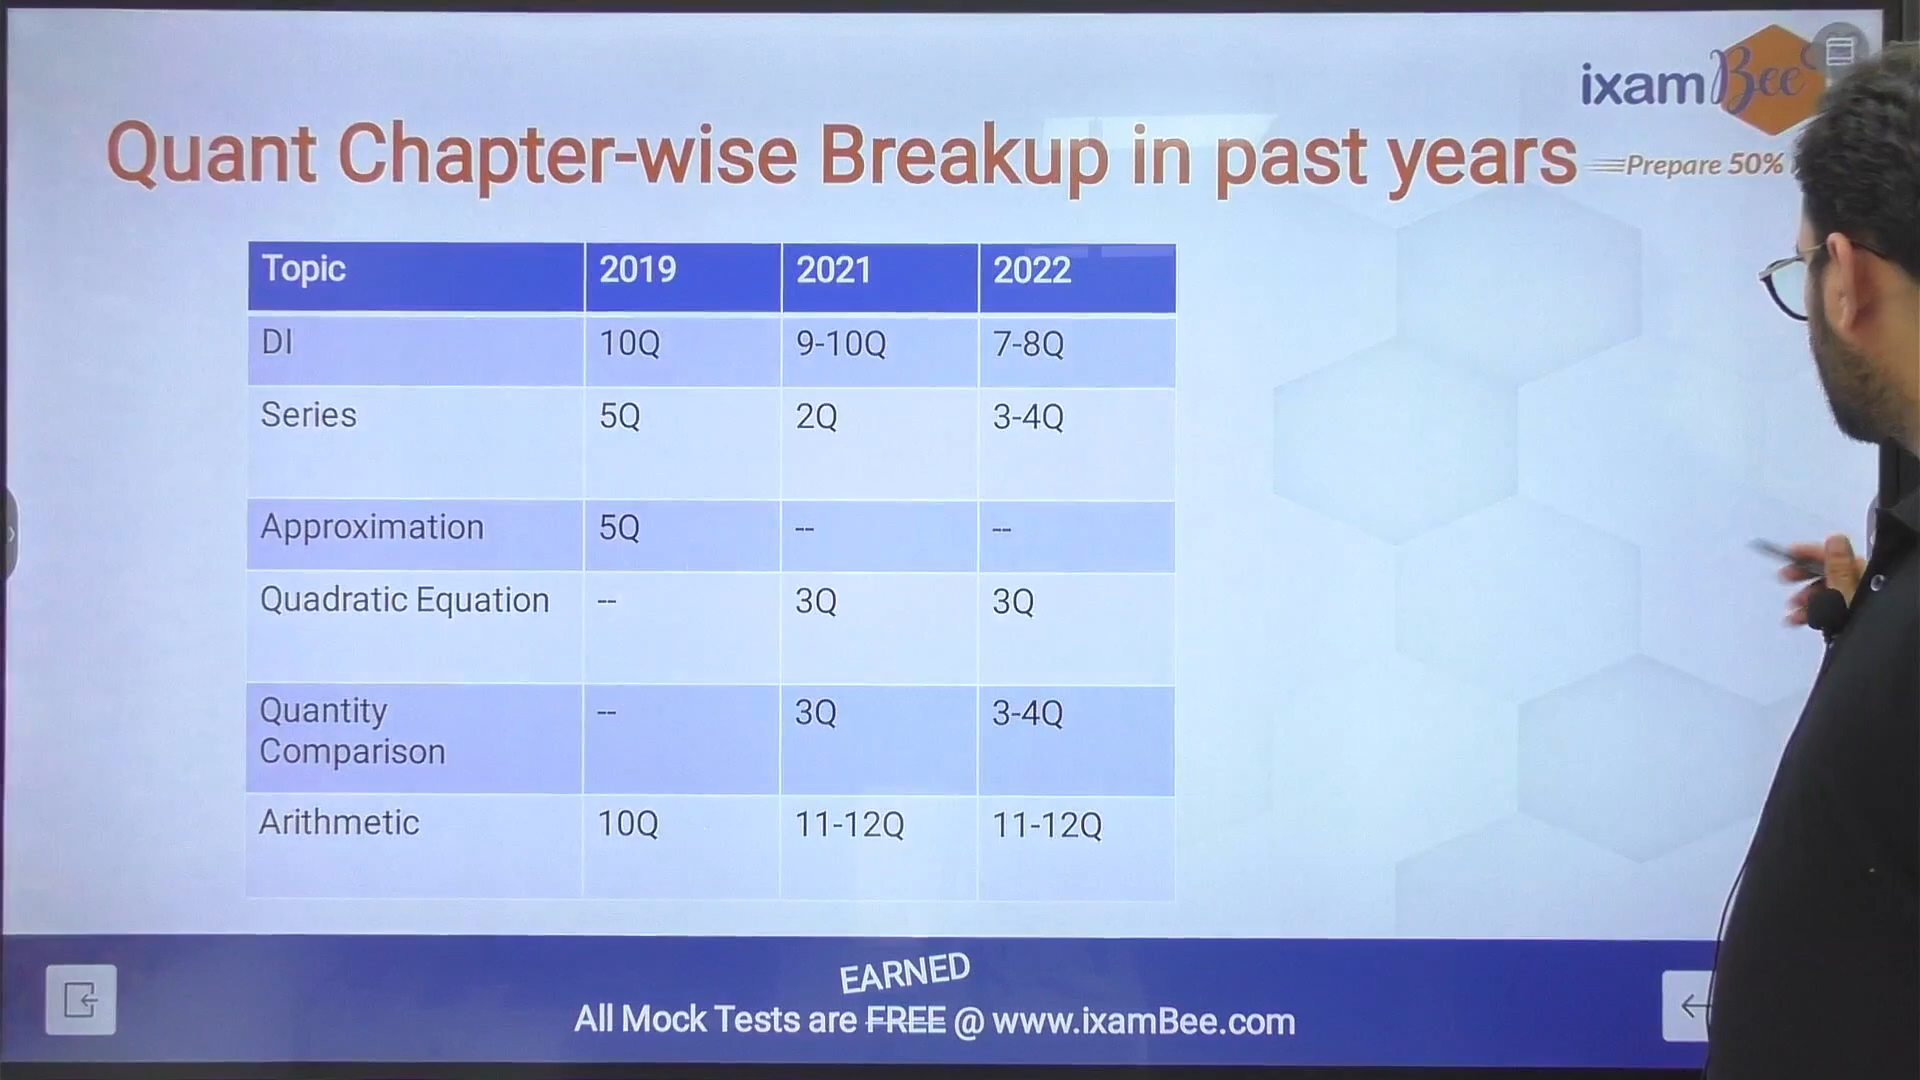 ixamBee
Quant Chapter-wise Breakup in past years
Prepare 50%
Topic 2019 2021 2022
DI 10Q 9-10Q 7-8Q
Series 5Q 2Q 3-4Q
Approximation 5Q -- --
Quadratic Equation -- 3Q 3Q
Quantity Comparison -- 3Q 3-4Q
Arithmetic 10Q 11-12Q 11-12Q
EARNED
All Mock Tests are FREE @ www.ixamBee.com